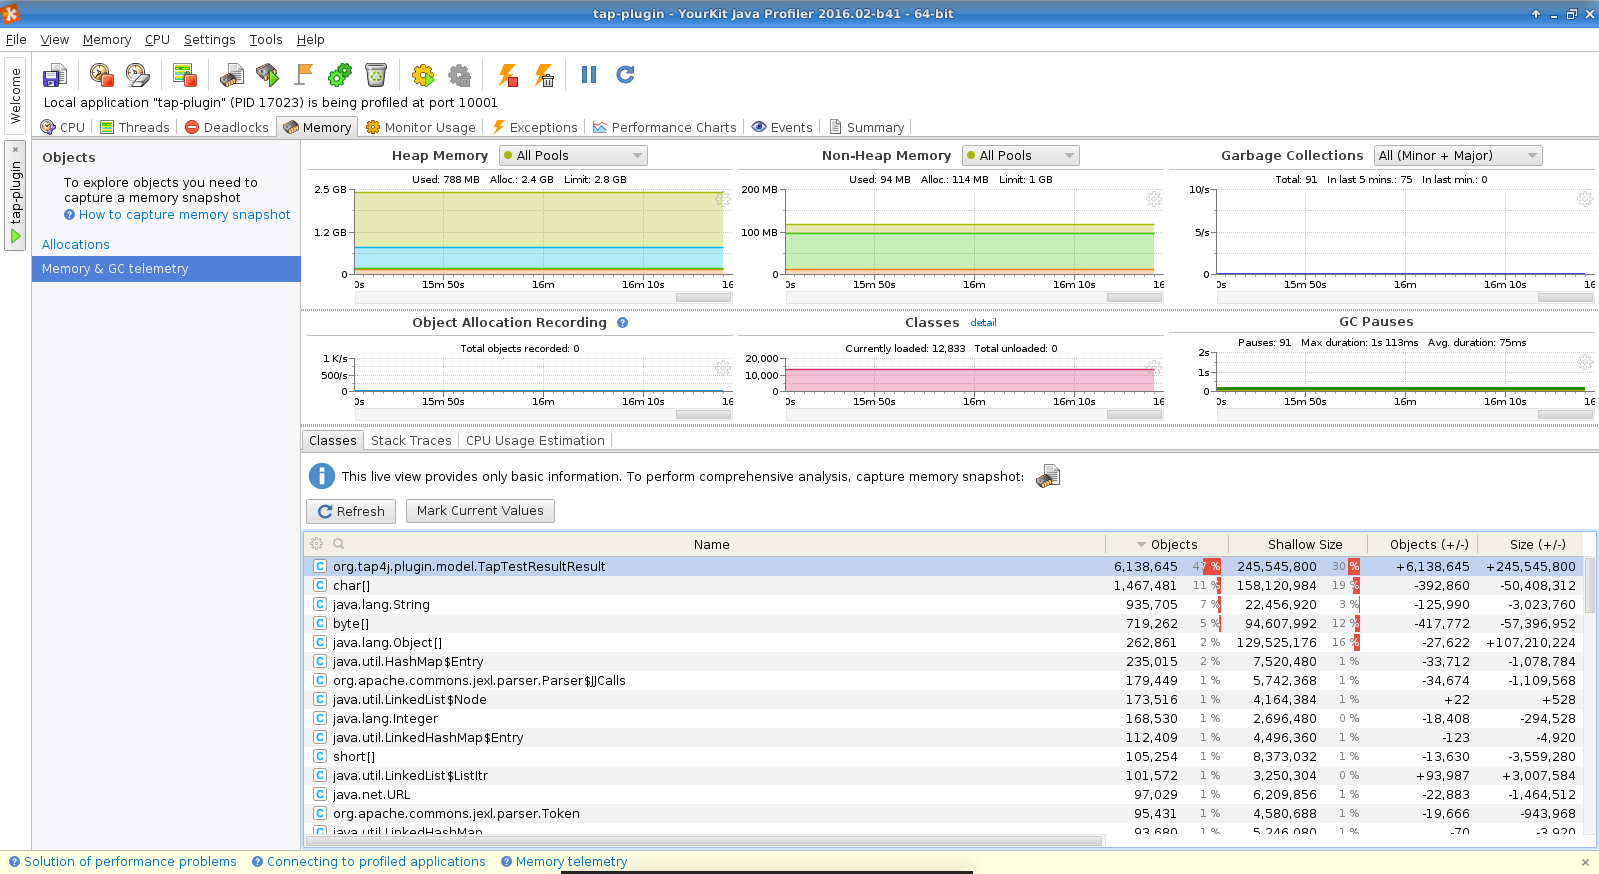 tap-plugin - YourKit Java Profiler 2016.02-b41 - 64-bit
File View Memory CPU Settings Tools Help
Welcome
Local application "tap-plugin" (PID 17023) is being profiled at port 10001
CPU Threads Deadlocks Memory Monitor Usage Exceptions Performance Charts Events Summary
tap-plugin
Objects
To explore objects you need to
capture a memory snapshot
How to capture memory snapshot
Allocations
Memory & GC telemetry
Heap Memory All Pools
Used: 788 MB Alloc.: 2.4 GB Limit: 2.8 GB
2.5 GB
1.2 GB
0
0s 15m 50s 16m 16m 10s 16
Non-Heap Memory All Pools
Used: 94 MB Alloc.: 114 MB Limit: 1 GB
200 MB
100 MB
0
0s 15m 50s 16m 16m 10s 16
Garbage Collections All (Minor + Major)
Total: 91 In last 5 mins.: 75 In last min.: 0
10/s
5/s
0
0s 15m 50s 16m 16m 10s 16
Object Allocation Recording
Total objects recorded: 0
1 K/s
500/s
0
0s 15m 50s 16m 16m 10s 16
Classes detail
Currently loaded: 12,833 Total unloaded: 0
20,000
10,000
0
0s 15m 50s 16m 16m 10s 16
GC Pauses
Pauses: 91 Max duration: 1s 113ms Avg. duration: 75ms
2s
1s
0
0s 15m 50s 16m 16m 10s 16
Classes Stack Traces CPU Usage Estimation
This live view provides only basic information. To perform comprehensive analysis, capture memory snapshot:
Refresh Mark Current Values
Name Objects Shallow Size Objects (+/-) Size (+/-)
C org.tap4j.plugin.model.TapTestResultResult 6,138,645 47 % 245,545,800 30 % +6,138,645 +245,545,800
C char[] 1,467,481 11 % 158,120,984 19 % -392,860 -50,408,312
C java.lang.String 935,705 7 % 22,456,920 3 % -125,990 -3,023,760
C byte[] 719,262 5 % 94,607,992 12 % -417,772 -57,396,952
C java.lang.Object[] 262,861 2 % 129,525,176 16 % -27,622 +107,210,224
C java.util.HashMap$Entry 235,015 2 % 7,520,480 1 % -33,712 -1,078,784
C org.apache.commons.jexl.parser.Parser$JJCalls 179,449 1 % 5,742,368 1 % -34,674 -1,109,568
C java.util.LinkedList$Node 173,516 1 % 4,164,384 1 % +22 +528
C java.lang.Integer 168,530 1 % 2,696,480 0 % -18,408 -294,528
C java.util.LinkedHashMap$Entry 112,409 1 % 4,496,360 1 % -123 -4,920
C short[] 105,254 1 % 8,373,032 1 % -13,630 -3,559,280
C java.util.LinkedList$ListItr 101,572 1 % 3,250,304 0 % +93,987 +3,007,584
C java.net.URL 97,029 1 % 6,209,856 1 % -22,883 -1,464,512
C org.apache.commons.jexl.parser.Token 95,431 1 % 4,580,688 1 % -19,666 -943,968
C java.util.LinkedHashMap 93,680 1 % 5,246,080 1 % -70 -3,920
Solution of performance problems Connecting to profiled applications Memory telemetry